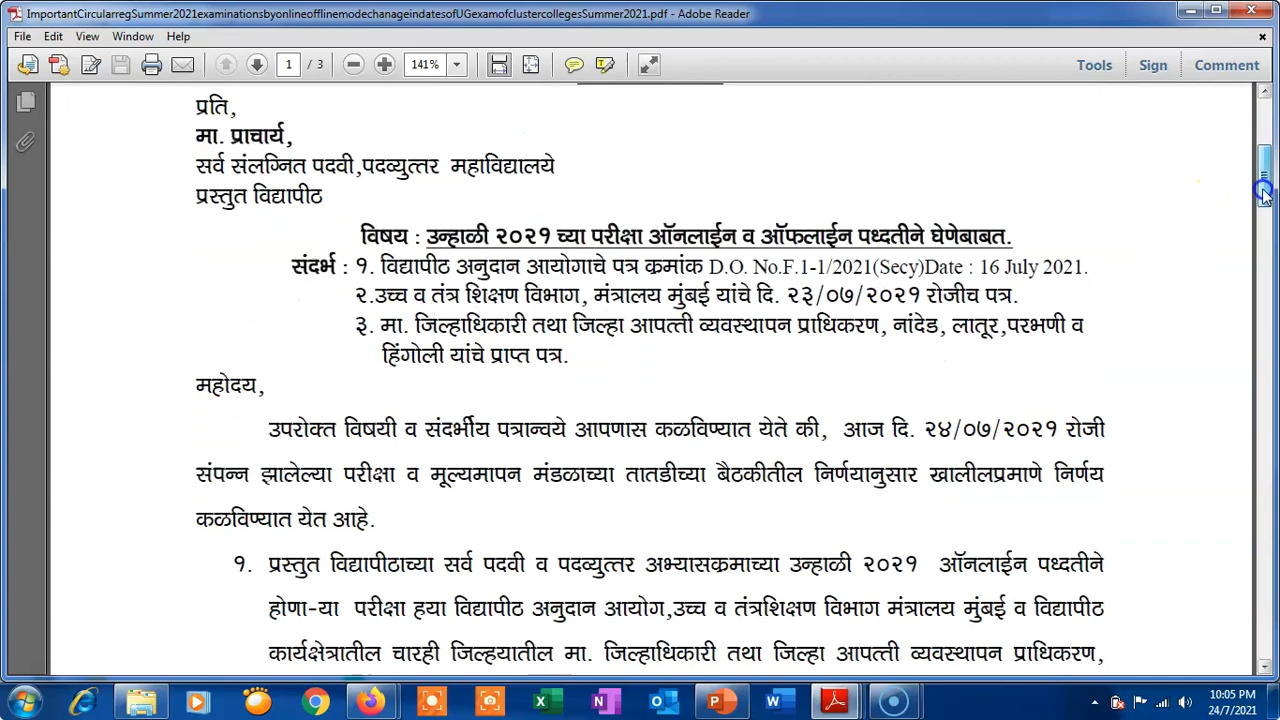 ImportantCircularregSummer2021examinationsbyonlineofflinemodechanageindatesofUGexamofclustercollegesSummer2021.pdf - Adobe Reader
File Edit View Window Help
1 / 3 141% Tools Sign Comment
प्रति,
मा. प्राचार्य,
सर्व संलग्नित पदवी,पदव्युत्तर महाविद्यालये
प्रस्तुत विद्यापीठ
विषय : उन्हाळी २०२१ च्या परीक्षा ऑनलाईन व ऑफलाईन पध्दतीने घेणेबाबत.
संदर्भ : १. विद्यापीठ अनुदान आयोगाचे पत्र क्रमांक D.O. No.F.1-1/2021(Secy)Date : 16 July 2021.
२.उच्च व तंत्र शिक्षण विभाग, मंत्रालय मुंबई यांचे दि. २३/०७/२०२१ रोजीच पत्र.
३. मा. जिल्हाधिकारी तथा जिल्हा आपत्ती व्यवस्थापन प्राधिकरण, नांदेड, लातूर,परभणी व
हिंगोली यांचे प्राप्त पत्र.
महोदय,
उपरोक्त विषयी व संदर्भीय पत्रान्वये आपणास कळविण्यात येते की, आज दि. २४/०७/२०२१ रोजी
संपन्न झालेल्या परीक्षा व मूल्यमापन मंडळाच्या तातडीच्या बैठकीतील निर्णयानुसार खालीलप्रमाणे निर्णय
कळविण्यात येत आहे.
१. प्रस्तुत विद्यापीठाच्या सर्व पदवी व पदव्युत्तर अभ्यासक्रमाच्या उन्हाळी २०२१ ऑनलाईन पध्दतीने
होणा-या परीक्षा हया विद्यापीठ अनुदान आयोग,उच्च व तंत्रशिक्षण विभाग मंत्रालय मुंबई व विद्यापीठ
कार्यक्षेत्रातील चारही जिल्हयातील मा. जिल्हाधिकारी तथा जिल्हा आपत्ती व्यवस्थापन प्राधिकरण,
10:05 PM
24/7/2021